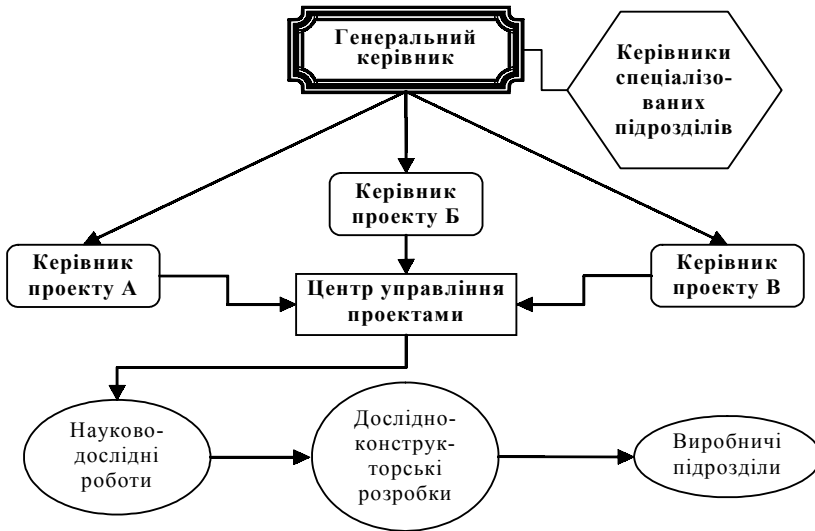 Генеральний
керівник
Керівники
спеціалізо-
ваних
підрозділів
Керівник
проекту Б
Керівник
проекту А
Керівник
проекту В
Центр управління
проектами
Науково-
дослідні
роботи
Дослідно-
конструк-
торські
розробки
Виробничі
підрозділи